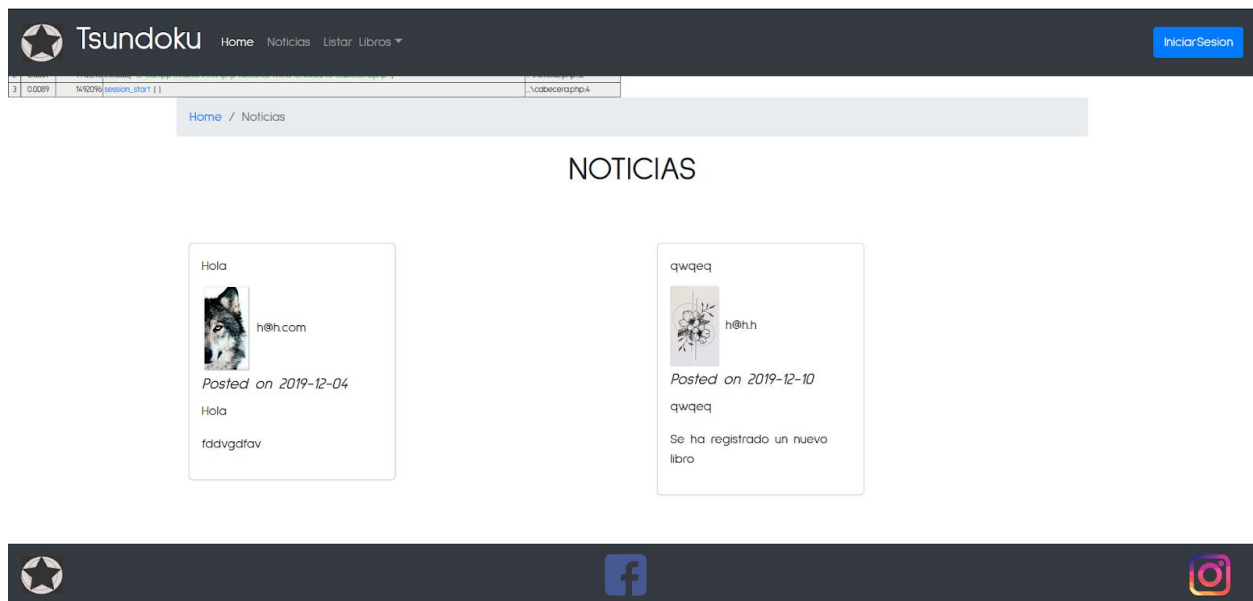 Tsundoku Home Noticias Listar Libros IniciarSesion
3 0.0089 1492096 session_start ( ) ..\cabecera.php:4
Home / Noticias
NOTICIAS
Hola
h@h.com
Posted on 2019-12-04
Hola
fddvgdfav
qwqeq
h@h.h
Posted on 2019-12-10
qwqeq
Se ha registrado un nuevo
libro